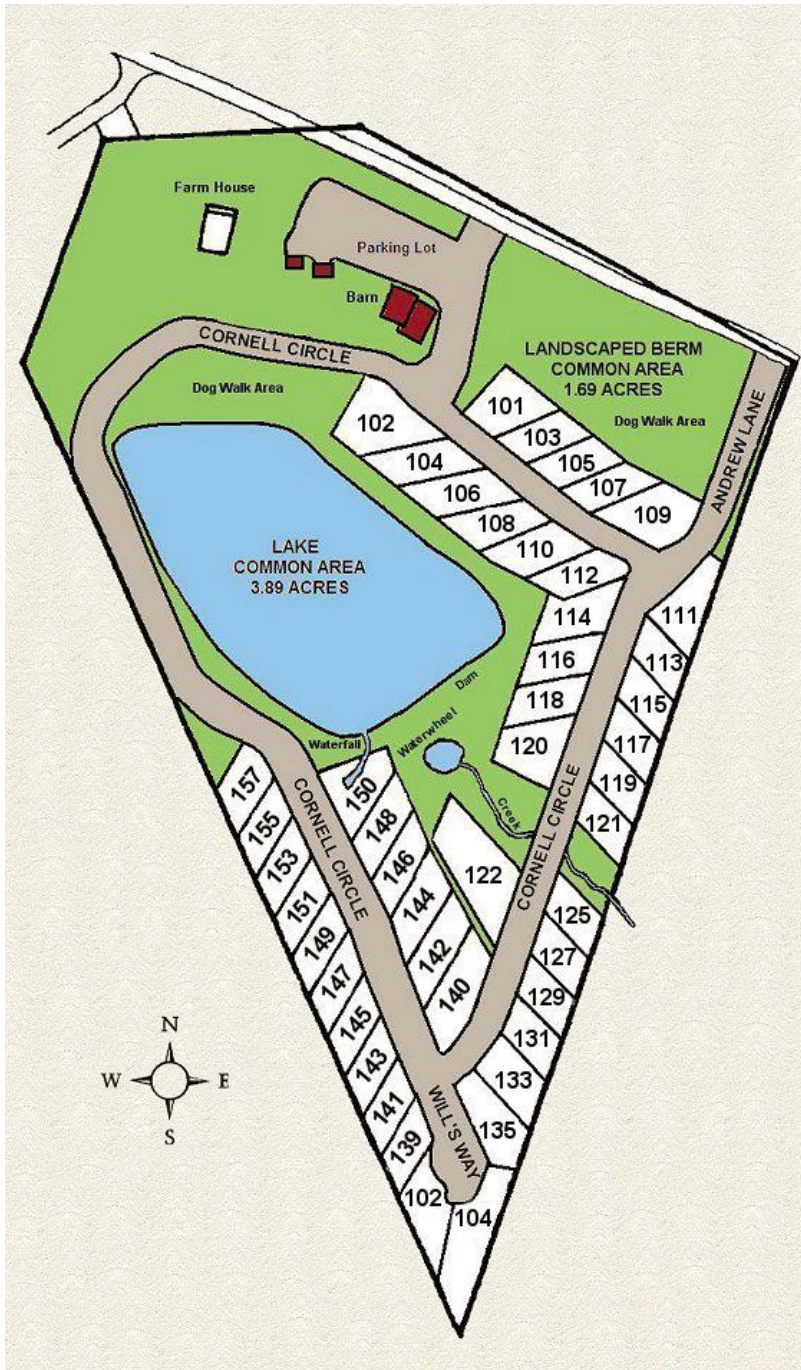 Farm House
Parking Lot
Barn
CORNELL CIRCLE
LANDSCAPED BERM
COMMON AREA
1.69 ACRES
Dog Walk Area
Dog Walk Area
ANDREW LANE
101
102
103
104
105
106
107
108
109
110
112
LAKE
COMMON AREA
3.89 ACRES
111
114
113
116
115
118
117
120
119
121
Dam
Waterwheel
Waterfall
Creek
CORNELL CIRCLE
CORNELL CIRCLE
157
155
153
151
149
147
145
143
141
139
150
148
146
144
142
140
122
125
127
129
131
133
135
WILL'S WAY
102
104
N
W
E
S